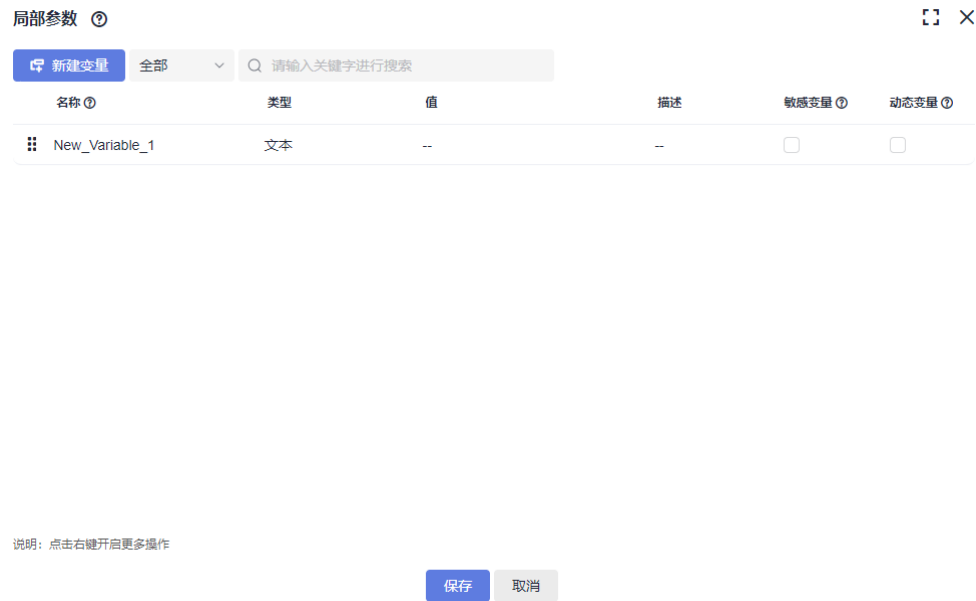 局部参数
新建变量 全部 请输入关键字进行搜索
名称 类型 值 描述 敏感变量 动态变量
New_Variable_1 文本 -- --
说明：点击右键开启更多操作
保存 取消